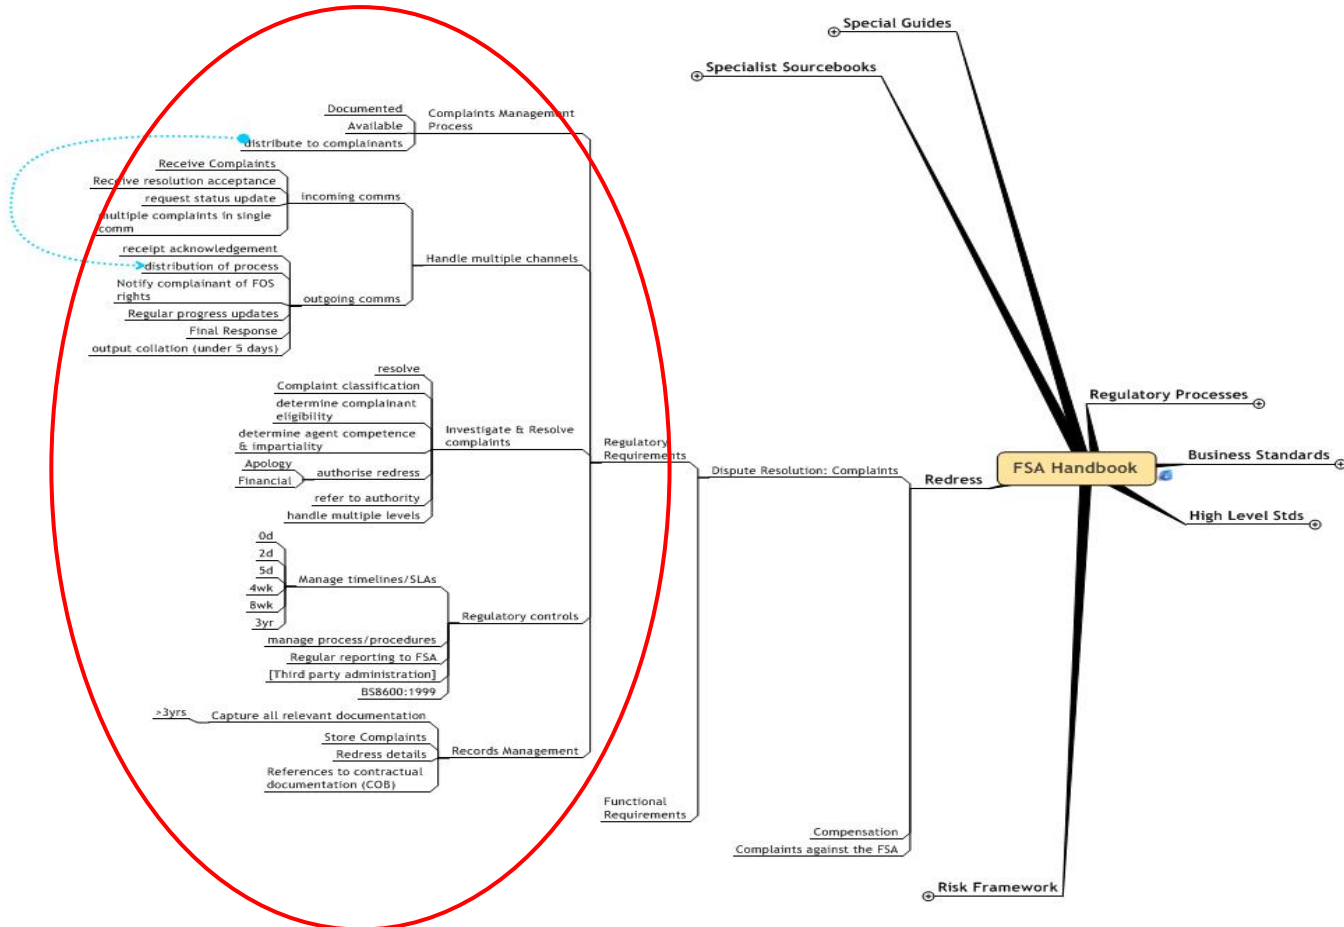 Special Guides
Specialist Sourcebooks
Documented
Complaints Management
Process
Available
distribute to complainants
Receive Complaints
Receive resolution acceptance
incoming comms
request status update
multiple complaints in single
comm
receipt acknowledgement
Handle multiple channels
distribution of process
Notify complainant of FOS
rights
outgoing comms
Regular progress updates
Final Response
output collation (under 5 days)
resolve
Complaint classification
determine complainant
eligibility
Investigate & Resolve
complaints
determine agent competence
& impartiality
Apology
Financial
authorise redress
refer to authority
handle multiple levels
Regulatory
Requirements
Dispute Resolution: Complaints
Redress
FSA Handbook
Regulatory Processes
Business Standards
High Level Stds
0d
2d
5d
4wk
8wk
3yr
Manage timelines/SLAs
Regulatory controls
manage process/procedures
Regular reporting to FSA
[Third party administration]
BS8600:1999
>3yrs
Capture all relevant documentation
Store Complaints
Redress details
Records Management
References to contractual
documentation (COB)
Functional
Requirements
Compensation
Complaints against the FSA
Risk Framework